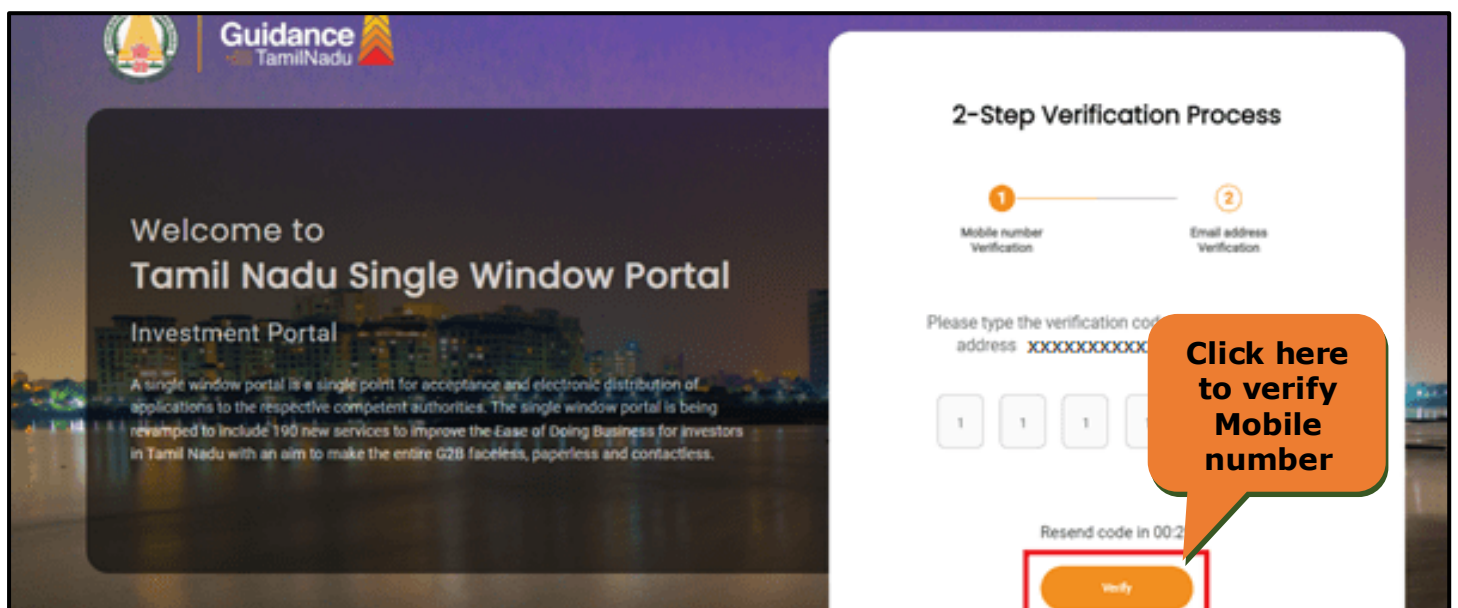 Guidance
TamilNadu
Welcome to
Tamil Nadu Single Window Portal
Investment Portal
A single window portal is a single point for acceptance and electronic distribution of
applications to the respective competent authorities. The single window portal is being
revamped to include 190 new services to improve the Ease of Doing Business for investors
in Tamil Nadu with an aim to make the entire G2B faceless, paperless and contactless.
2-Step Verification Process
1
2
Mobile number
Verification
Email address
Verification
Please type the verification
address xxxxxxxxxx
1 1 1
Resend code in
Verify
Click here
to verify
Mobile
number